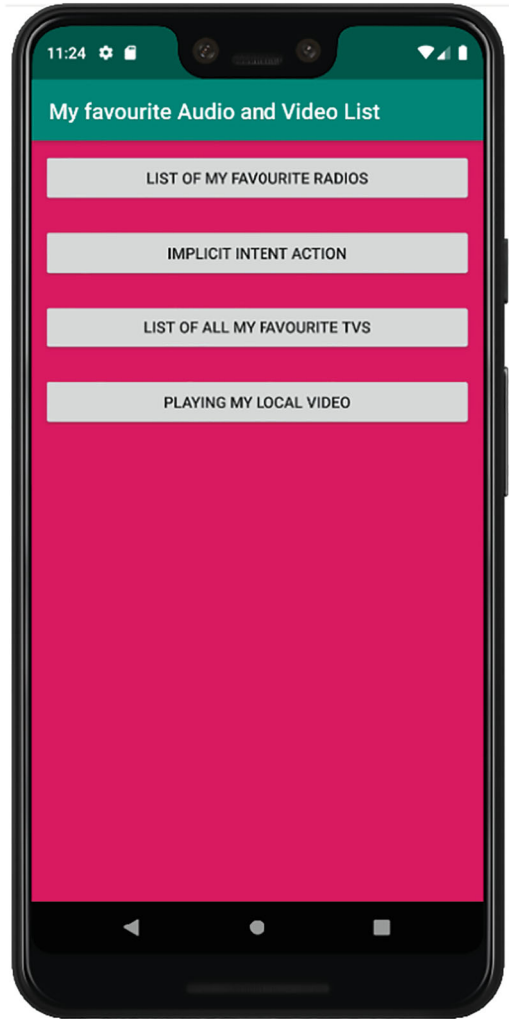 11:24
My favourite Audio and Video List
LIST OF MY FAVOURITE RADIOS
IMPLICIT INTENT ACTION
LIST OF ALL MY FAVOURITE TVS
PLAYING MY LOCAL VIDEO